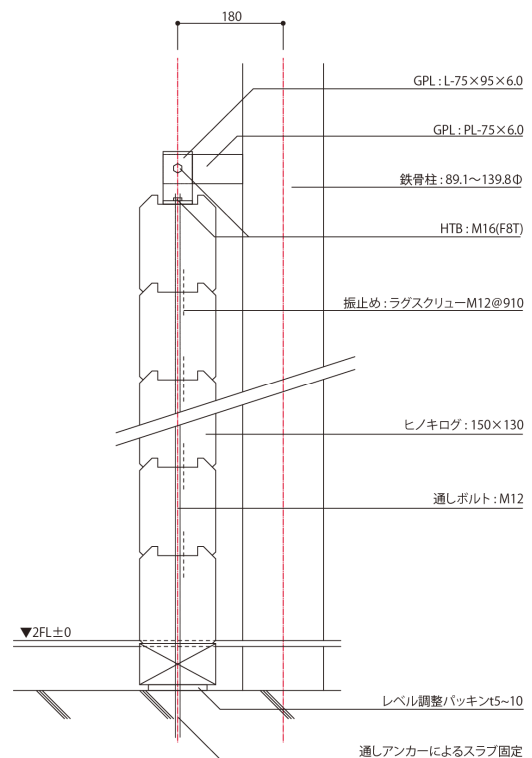 180
GPL : L-75×95×6.0
GPL : PL-75×6.0
鉄骨柱 : 89.1～139.8Φ
HTB : M16(F8T)
振止め : ラグスクリューM12@910
ヒノキログ : 150×130
通しボルト : M12
▼2FL±0
レベル調整パッキンt5~10
通しアンカーによるスラブ固定